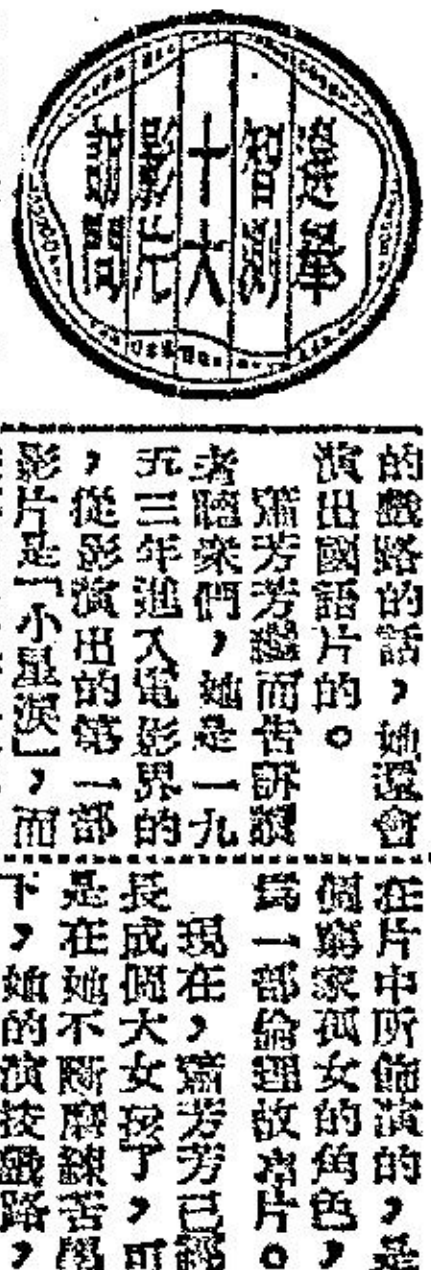 選舉
智測
十大
影片
訪問
的戲路的話，她還會
演出國語片的。
蕭芳芳繼而告訴讀
者聽衆們，她是一九
五三年進入電影界的
，從影演出的第一部
影片是「小星淚」，而
在片中所飾演的，是
個窮家孤女的角色，
爲一部倫理故事片。
現在，蕭芳芳已經
長成個大女孩了，可
是在她不斷磨練苦學
下，她的演技戲路，